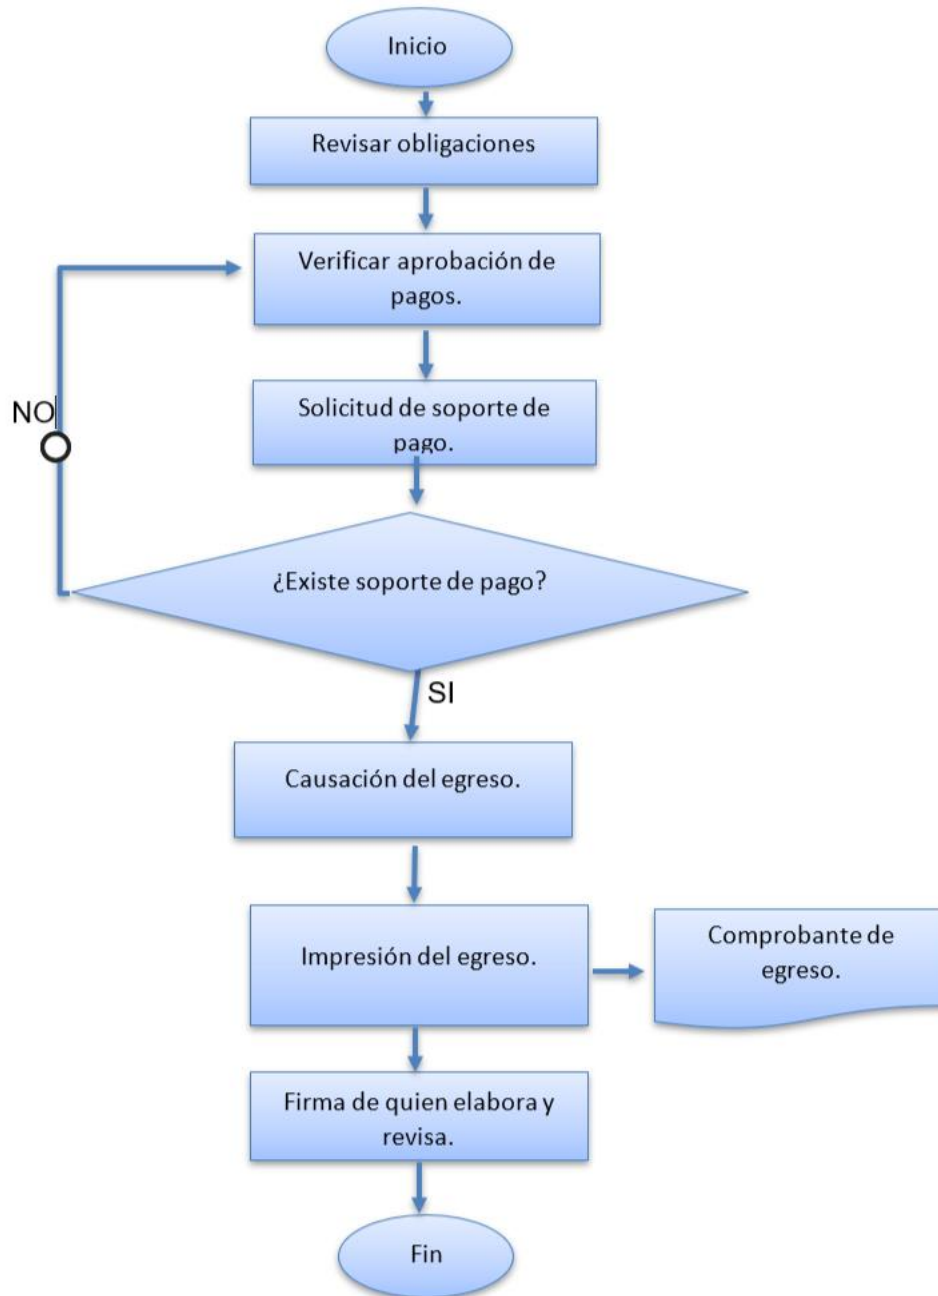 Inicio
Revisar obligaciones
Verificar aprobación de
pagos.
Solicitud de soporte de
pago.
NO
¿Existe soporte de pago?
SI
Causación del egreso.
Impresión del egreso.
Comprobante de
egreso.
Firma de quien elabora y
revisa.
Fin